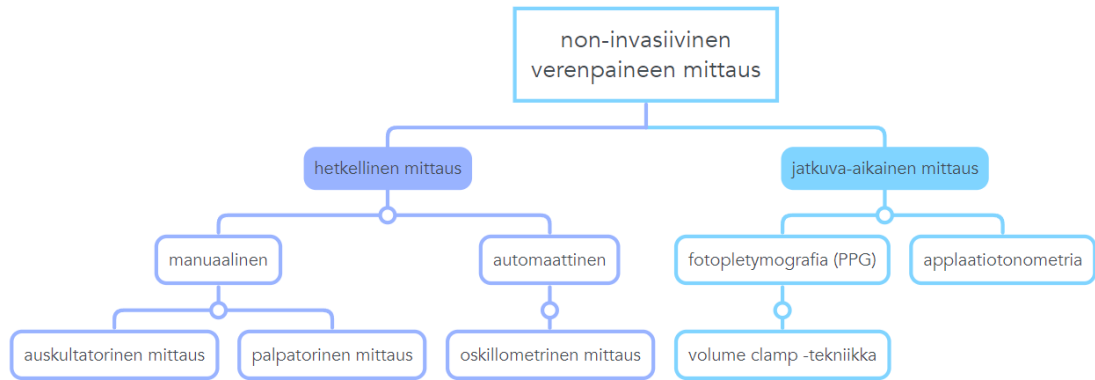 non-invasiivinen
verenpaineen mittaus
hetkellinen mittaus
jatkuva-aikainen mittaus
manuaalinen
automaattinen
fotopletymografia (PPG)
applaatiotonometria
auskultatorinen mittaus
palpatorinen mittaus
oskillometrinen mittaus
volume clamp -tekniikka